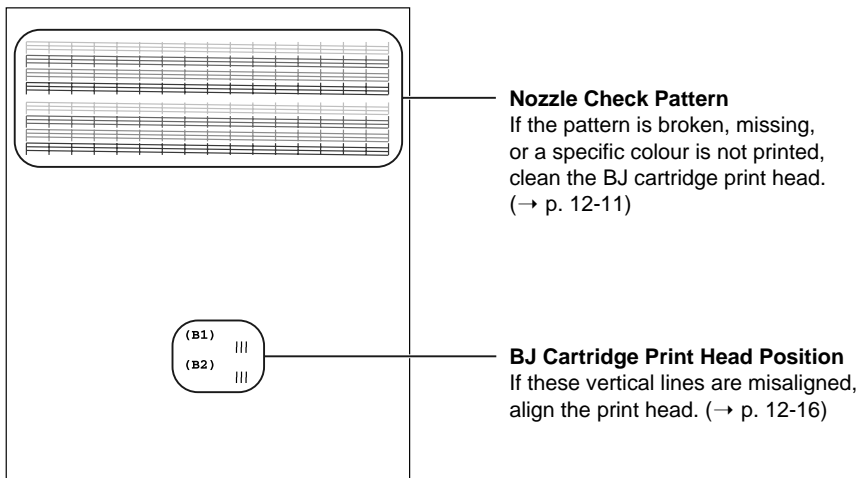 Nozzle Check Pattern
If the pattern is broken, missing,
or a specific colour is not printed,
clean the BJ cartridge print head.
(→ p. 12-11)
(B1)
(B2)
BJ Cartridge Print Head Position
If these vertical lines are misaligned,
align the print head. (→ p. 12-16)